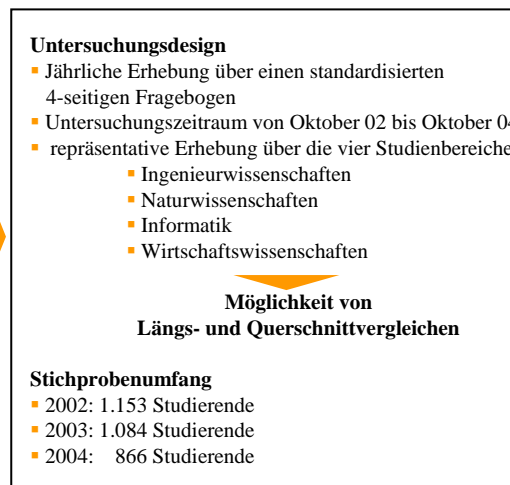 Untersuchungsdesign
▪ Jährliche Erhebung über einen standardisierten
4-seitigen Fragebogen
▪ Untersuchungszeitraum von Oktober 02 bis Oktober 04
▪ repräsentative Erhebung über die vier Studienbereiche
▪ Ingenieurwissenschaften
▪ Naturwissenschaften
▪ Informatik
▪ Wirtschaftswissenschaften
Möglichkeit von
Längs- und Querschnittvergleichen
Stichprobenumfang
▪ 2002: 1.153 Studierende
▪ 2003: 1.084 Studierende
▪ 2004: 866 Studierende